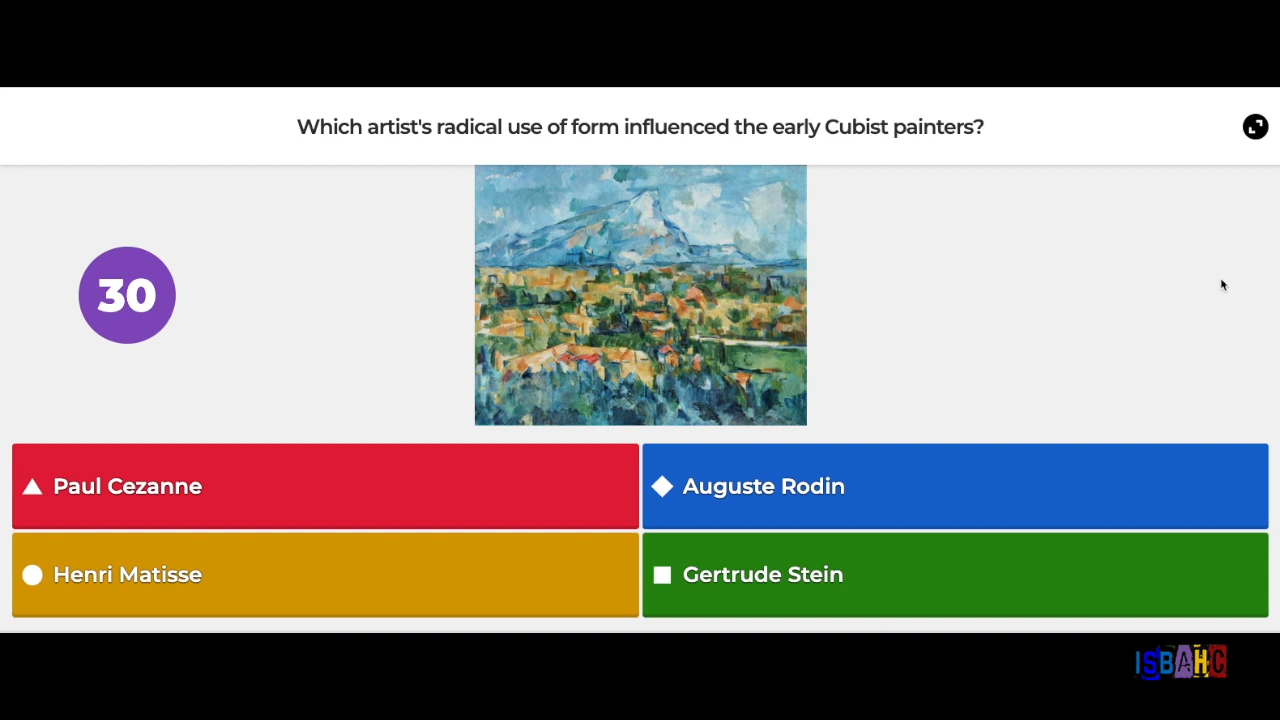 Which artist's radical use of form influenced the early Cubist painters?
30
Paul Cezanne
Auguste Rodin
Henri Matisse
Gertrude Stein
ISBAHC